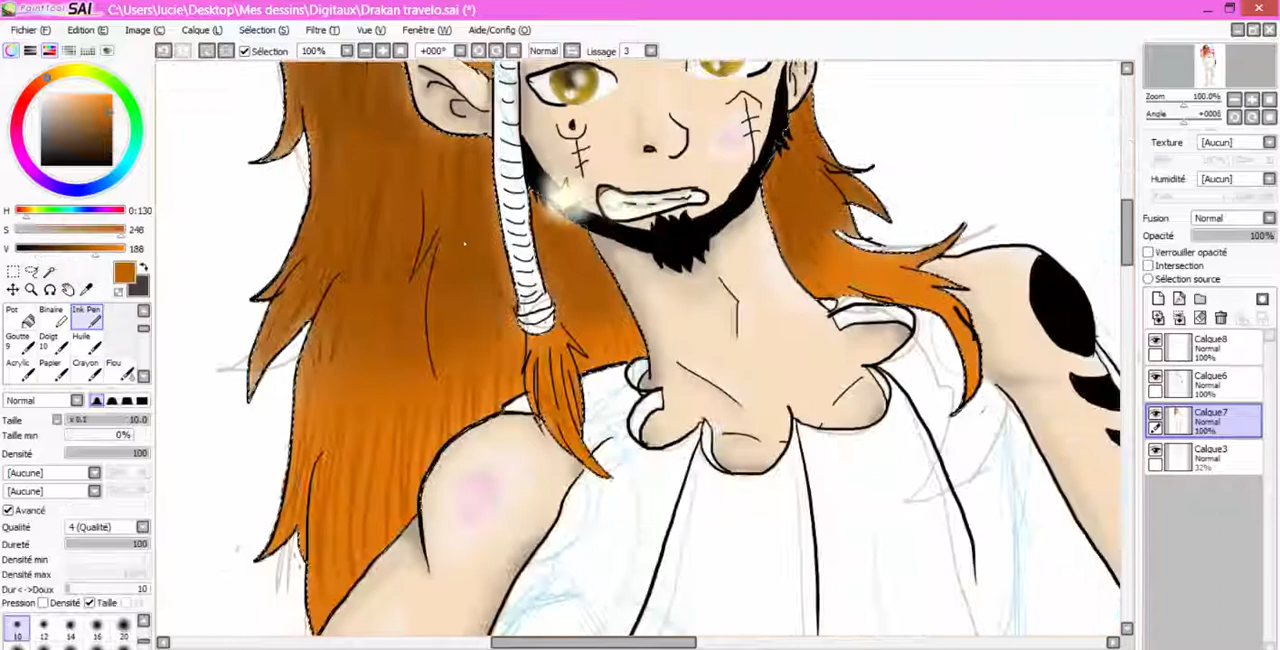 PaintTool SAI C:\Users\lucie\Desktop\Mes dessins\Digitaux\Drakan travelo.sai (*)
Fichier (F) Edition (E) Image (C) Calque (L) Sélection (S) Filtre (T) Vue (V) Fenêtre (W) Aide/Config (O)
Sélection 100% +000° Normal Lissage 3
Zoom 100.0%
Angle +000δ
Texture [Aucun]
Humidité [Aucun]
Fusion Normal
Opacité 100%
Verrouiller opacité
Intersection
Sélection source
Calque8
Normal
100%
Calque6
Normal
100%
Calque7
Normal
100%
Calque3
Normal
32%
H 0:130
S 246
V 188
Pot Binaire Ink Pen
Goutte 9 Doigt 10 Huile
Acrylic Papier Crayon Flou
Normal
Taille x 0.1 10.0
Taille min 0%
Densité 100
[Aucune]
[Aucune]
Avancé
Qualité 4 (Qualité)
Dureté 100
Densité min
Densité max
Dur<->Doux 10
Pression Densité Taille
10 12 14 16 20